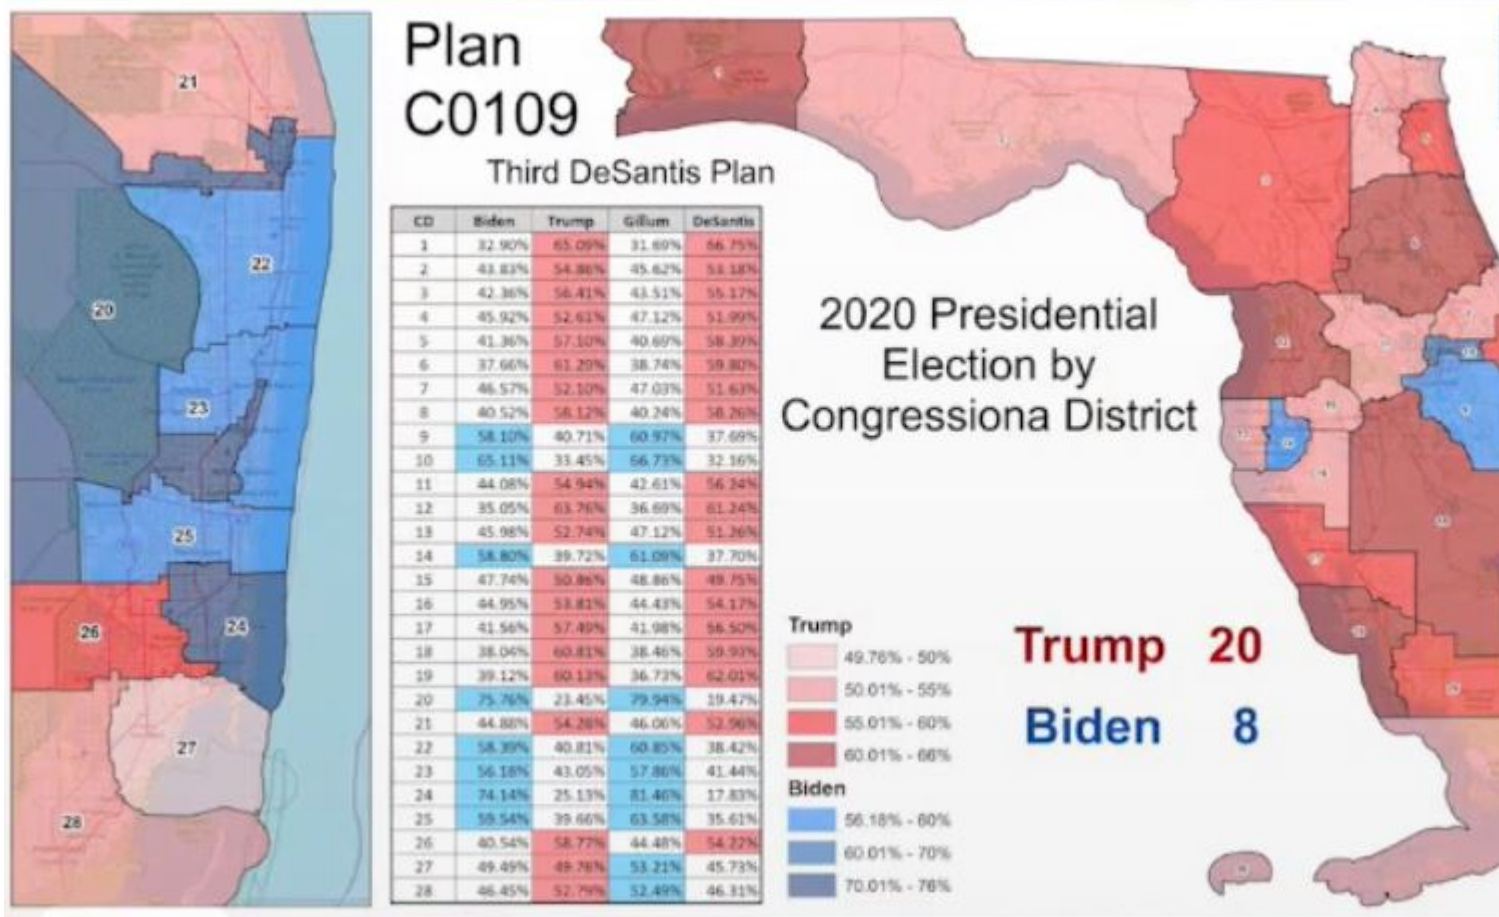 Plan
C0109
Third DeSantis Plan
CD Biden Trump Gillum DeSantis
1 32.90% 65.09% 31.69% 66.75%
2 43.83% 54.86% 45.62% 53.18%
3 42.36% 56.41% 43.51% 55.17%
4 45.92% 52.61% 47.12% 51.99%
5 41.36% 57.10% 40.69% 58.39%
6 37.66% 61.29% 38.74% 59.80%
7 46.57% 52.10% 47.03% 51.63%
8 40.52% 58.12% 40.24% 58.26%
9 58.10% 40.71% 60.97% 37.69%
10 65.11% 33.45% 66.73% 32.16%
11 44.08% 54.94% 42.61% 56.24%
12 35.05% 63.76% 36.69% 61.24%
13 45.98% 52.74% 47.12% 51.26%
14 58.80% 39.72% 61.09% 37.70%
15 47.74% 50.86% 48.86% 49.75%
16 44.95% 53.81% 44.43% 54.17%
17 41.56% 57.49% 41.98% 56.50%
18 38.04% 60.81% 38.46% 59.93%
19 39.12% 60.13% 36.73% 62.01%
20 75.76% 23.45% 79.94% 19.47%
21 44.88% 54.28% 46.06% 52.96%
22 58.39% 40.81% 60.85% 38.42%
23 56.18% 43.05% 57.86% 41.44%
24 74.14% 25.13% 81.46% 17.83%
25 59.54% 39.66% 63.58% 35.61%
26 40.54% 58.77% 44.48% 54.22%
27 49.49% 49.76% 53.21% 45.73%
28 46.45% 52.79% 52.49% 46.31%
2020 Presidential
Election by
Congressiona District
Trump
49.76% - 50%
50.01% - 55%
55.01% - 60%
60.01% - 66%
Biden
56.18% - 60%
60.01% - 70%
70.01% - 76%
Trump 20
Biden 8
21
22
20
23
25
26
24
27
28